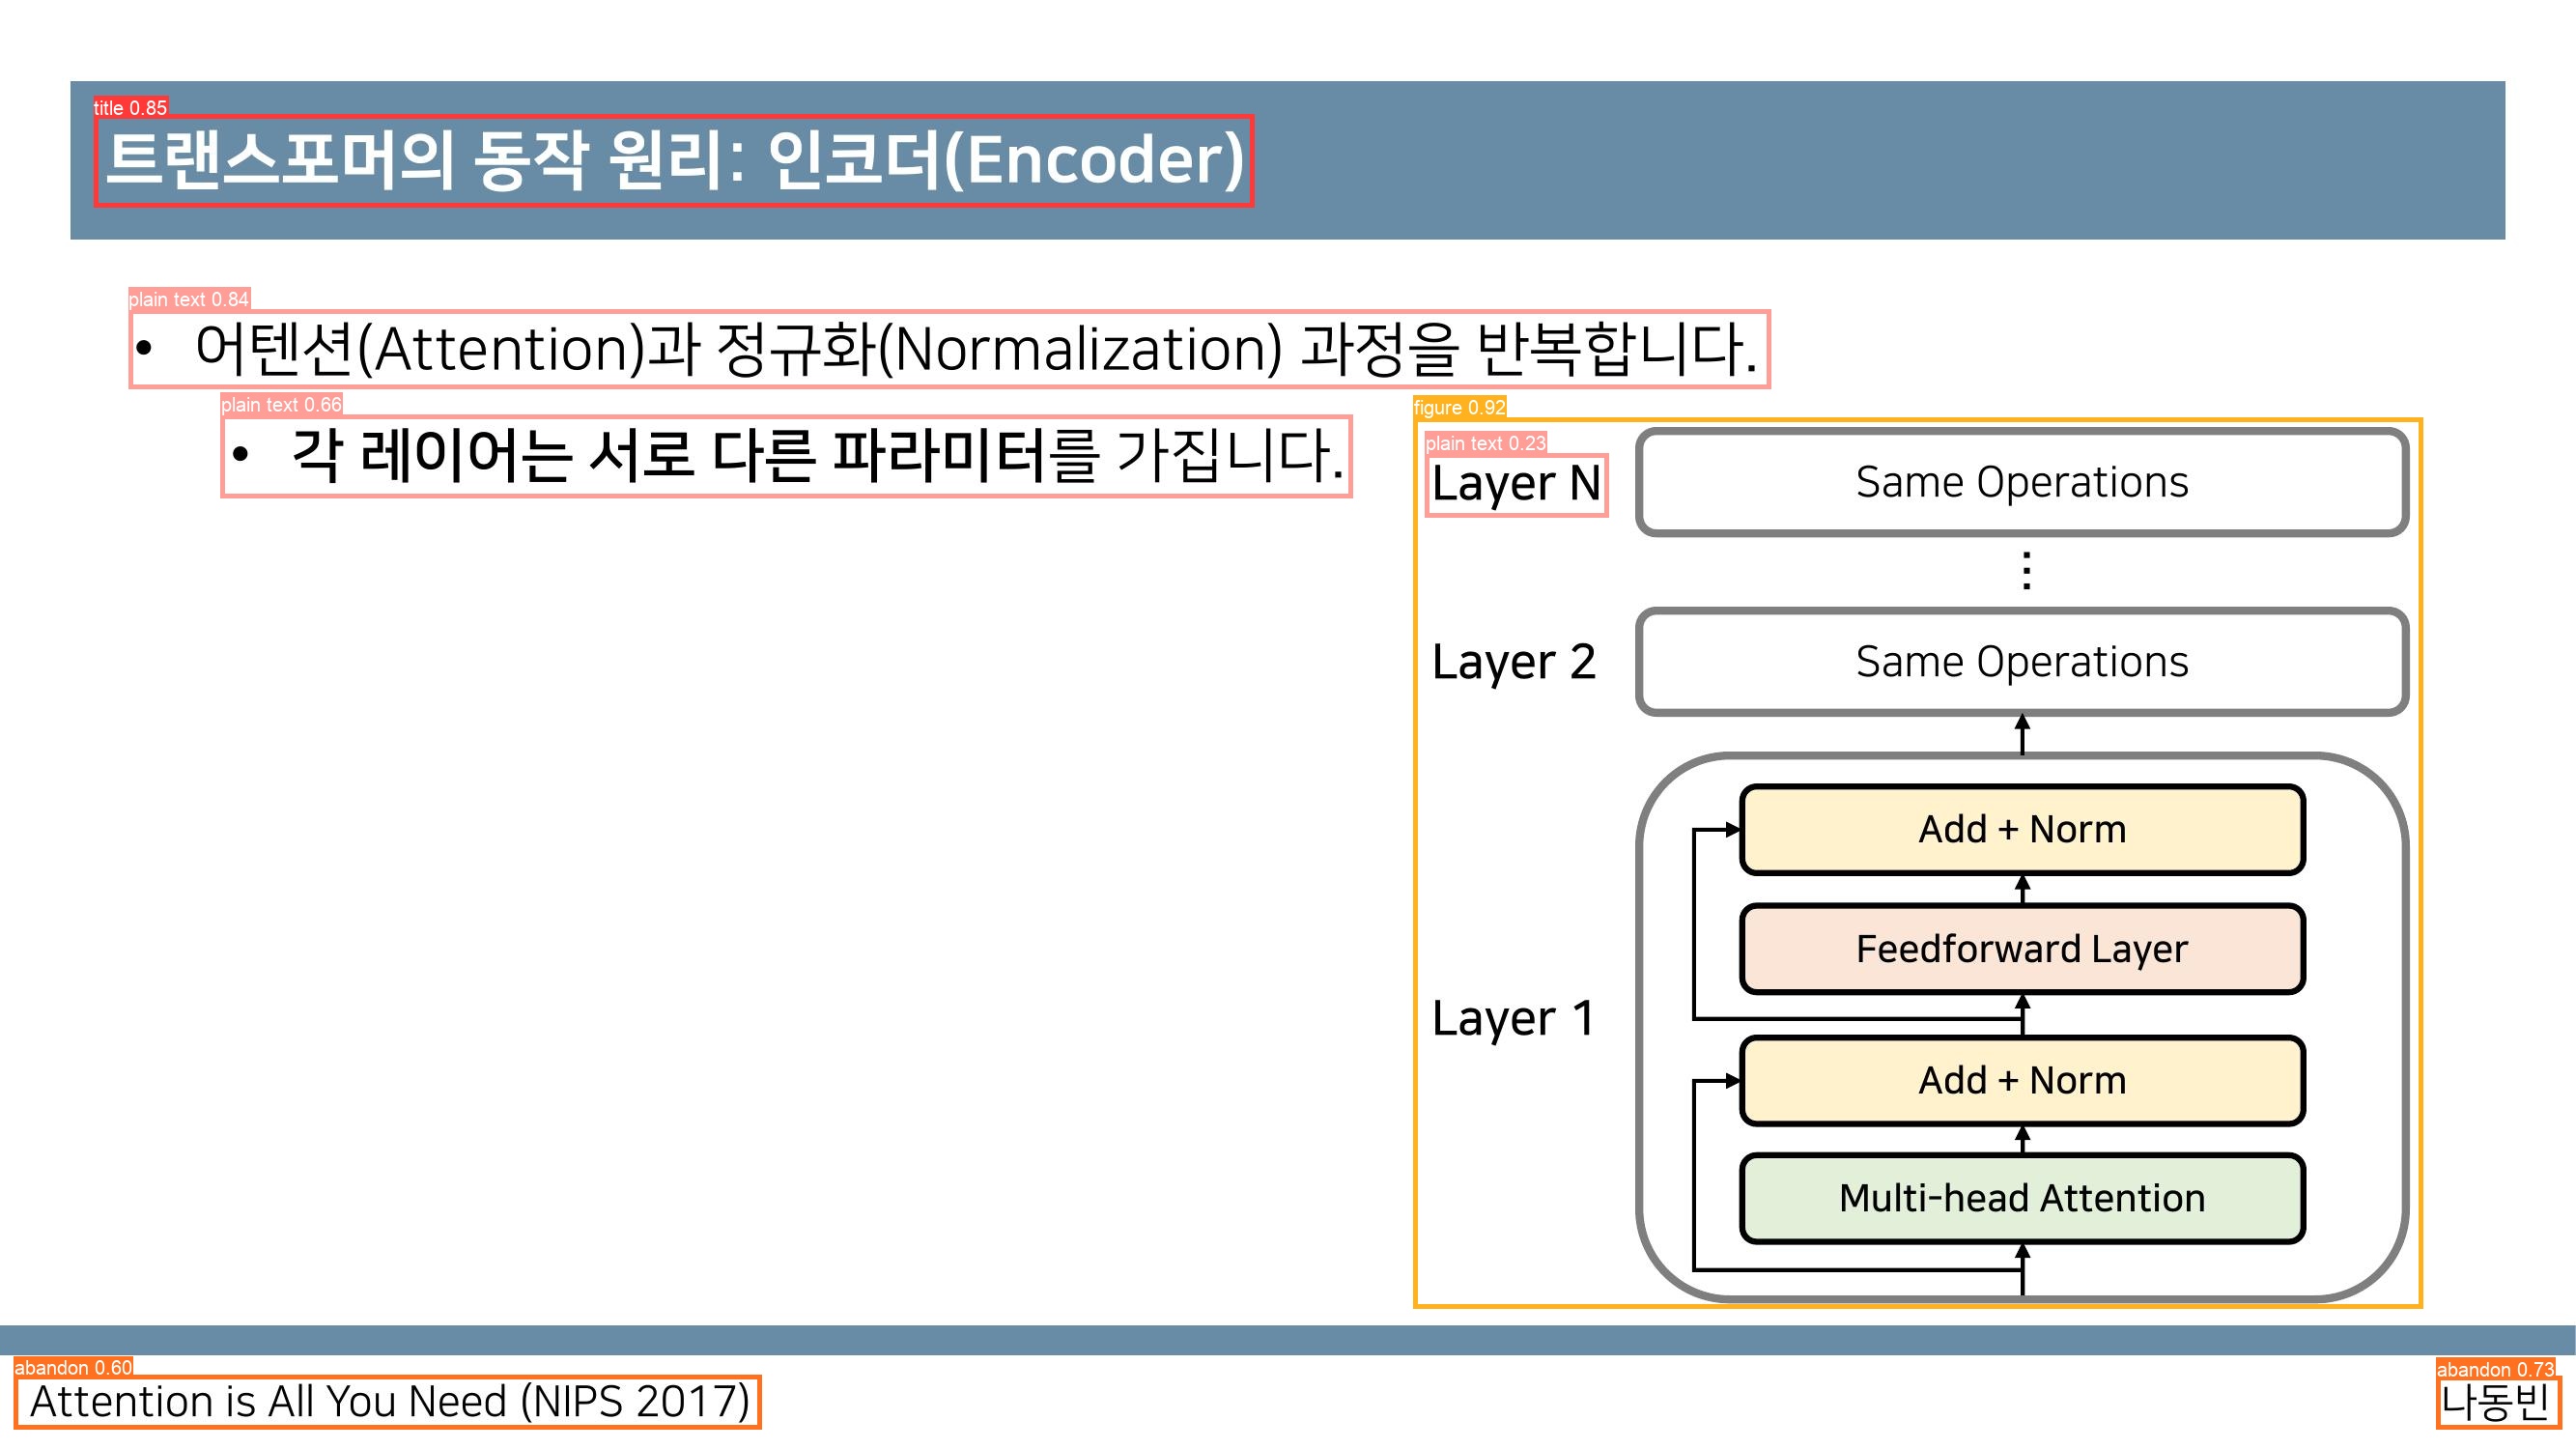 title 0.85
트랜스포머의 동작 원리: 인코더(Encoder)
plain text 0.84
• 어텐션(Attention)과 정규화(Normalization) 과정을 반복합니다.
plain text 0.66
• 각 레이어는 서로 다른 파라미터를 가집니다.
figure 0.92
plain text 0.23
Layer N
Same Operations
⋮
Layer 2
Same Operations
Add + Norm
Feedforward Layer
Layer 1
Add + Norm
Multi-head Attention
abandon 0.60
Attention is All You Need (NIPS 2017)
abandon 0.73
나동빈